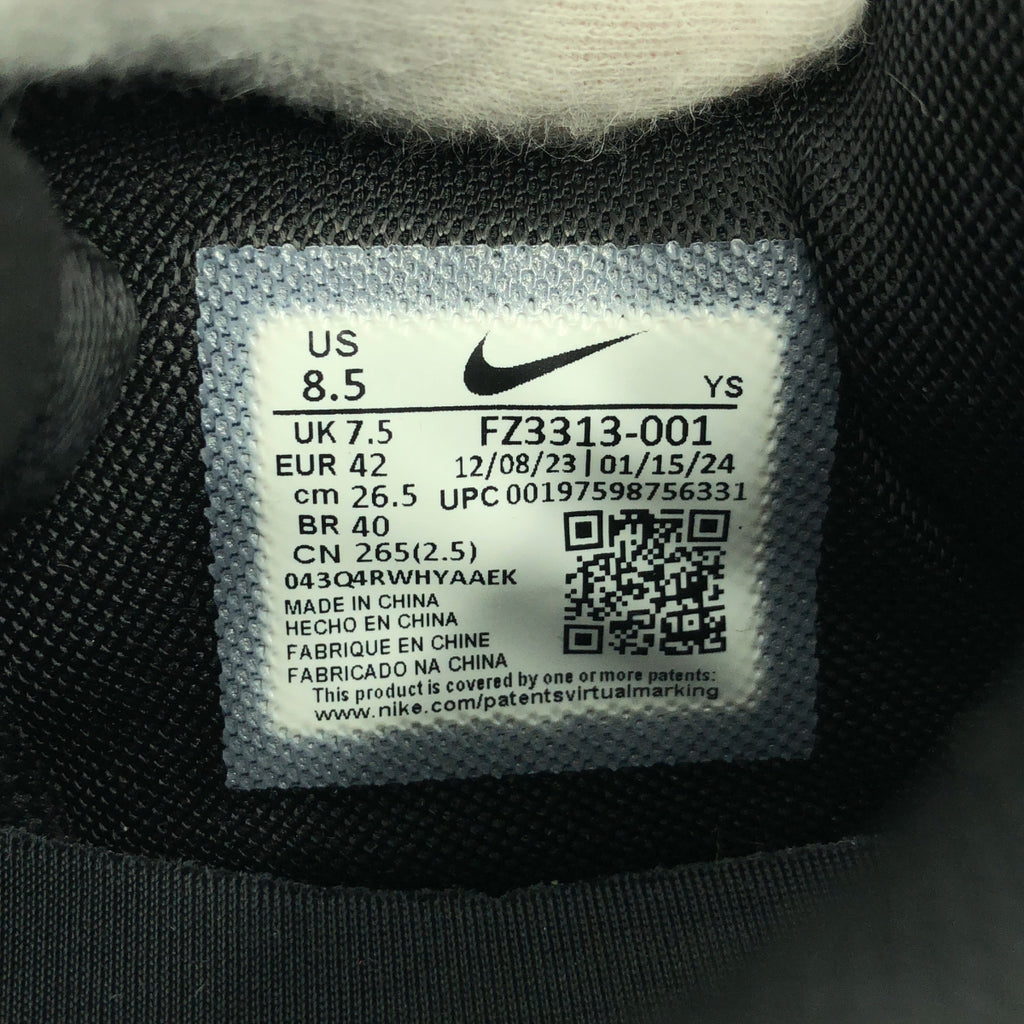 US
8.5
YS
UK 7.5
FZ3313-001
EUR 42
12/08/23 | 01/15/24
cm 26.5
UPC 00197598756331
BR 40
CN 265(2.5)
043Q4RWHYAAEK
MADE IN CHINA
HECHO EN CHINA
FABRIQUE EN CHINE
FABRICADO NA CHINA
This product is covered by one or more patents:
www.nike.com/patentsvirtualmarking